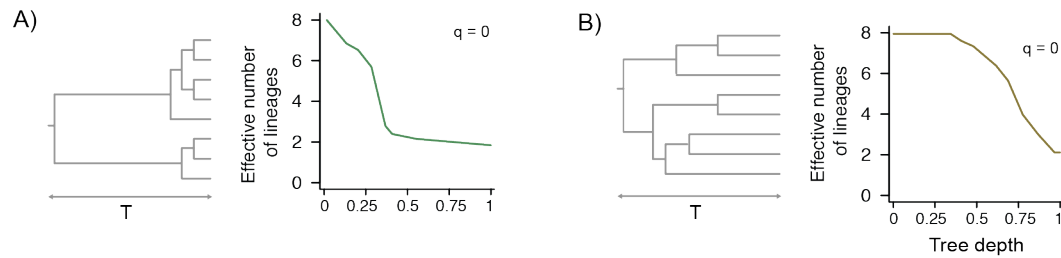 A)
T
Effective number
of lineages
8
6
4
2
0
q = 0
0
0.25
0.5
0.75
1
B)
T
Effective number
of lineages
8
6
4
2
0
q = 0
0
0.25
0.5
0.75
1
Tree depth